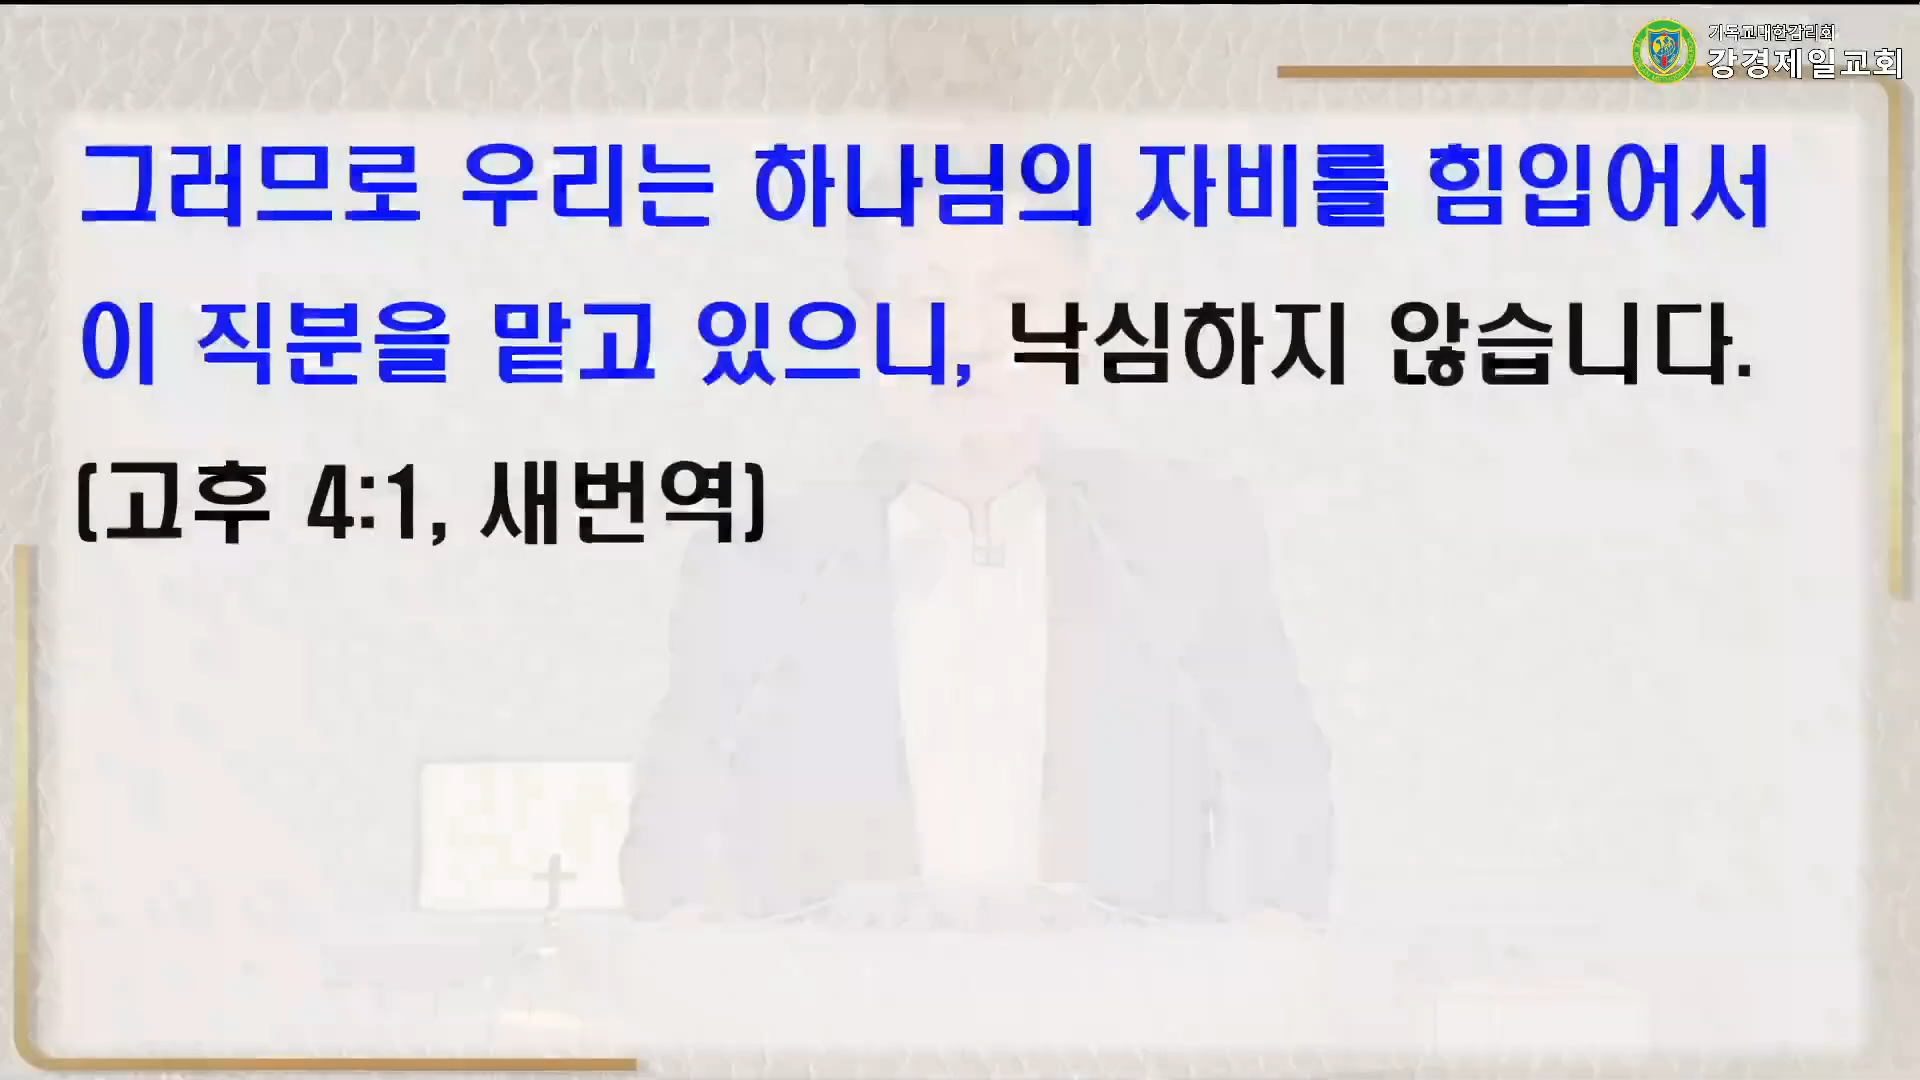 기독교대한감리회
강경제일교회
그러므로 우리는 하나님의 자비를 힘입어서
이 직분을 맡고 있으니, 낙심하지 않습니다.
(고후 4:1, 새번역)